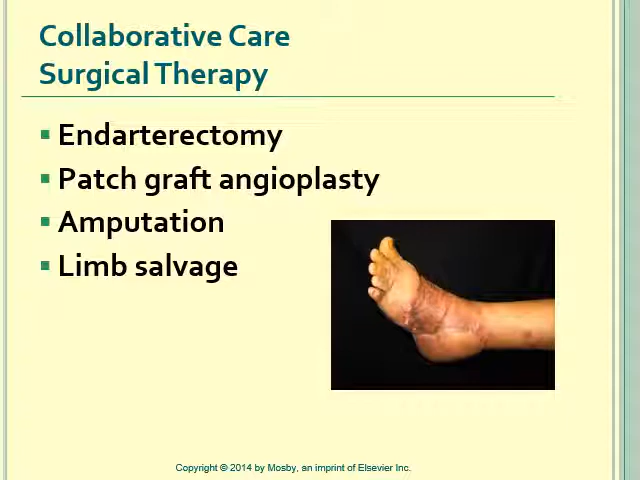 Collaborative Care
Surgical Therapy
▪ Endarterectomy
▪ Patch graft angioplasty
▪ Amputation
▪ Limb salvage
Copyright © 2014 by Mosby, an imprint of Elsevier Inc.